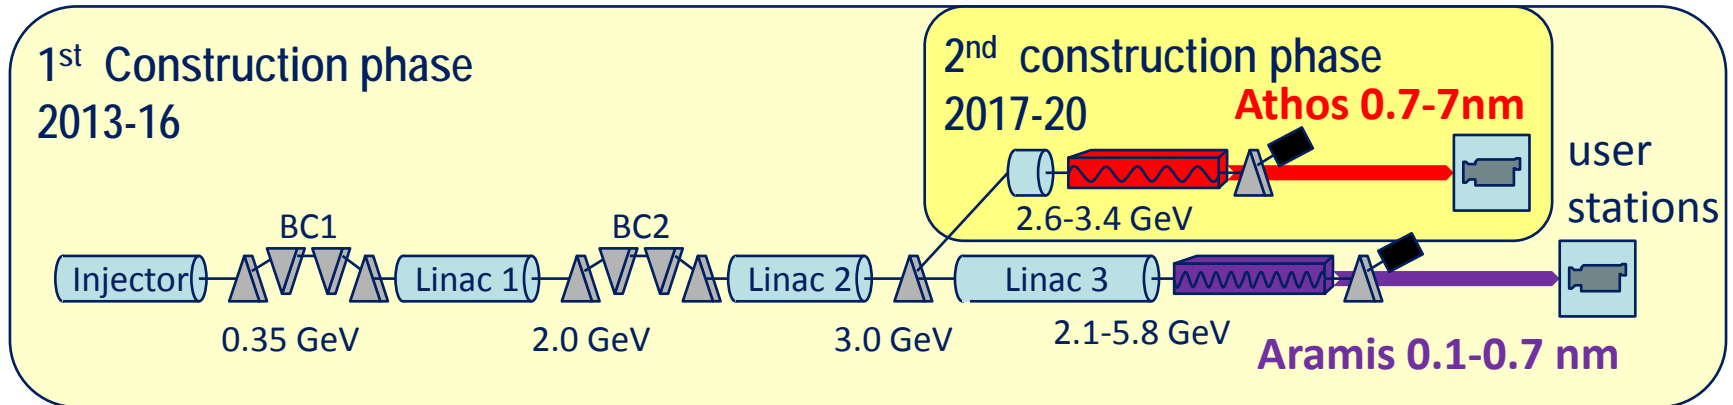 1st Construction phase
2013-16
2nd construction phase
2017-20
Athos 0.7-7nm
user
stations
2.6-3.4 GeV
BC1
BC2
Injector
Linac 1
Linac 2
Linac 3
0.35 GeV
2.0 GeV
3.0 GeV
2.1-5.8 GeV
Aramis 0.1-0.7 nm